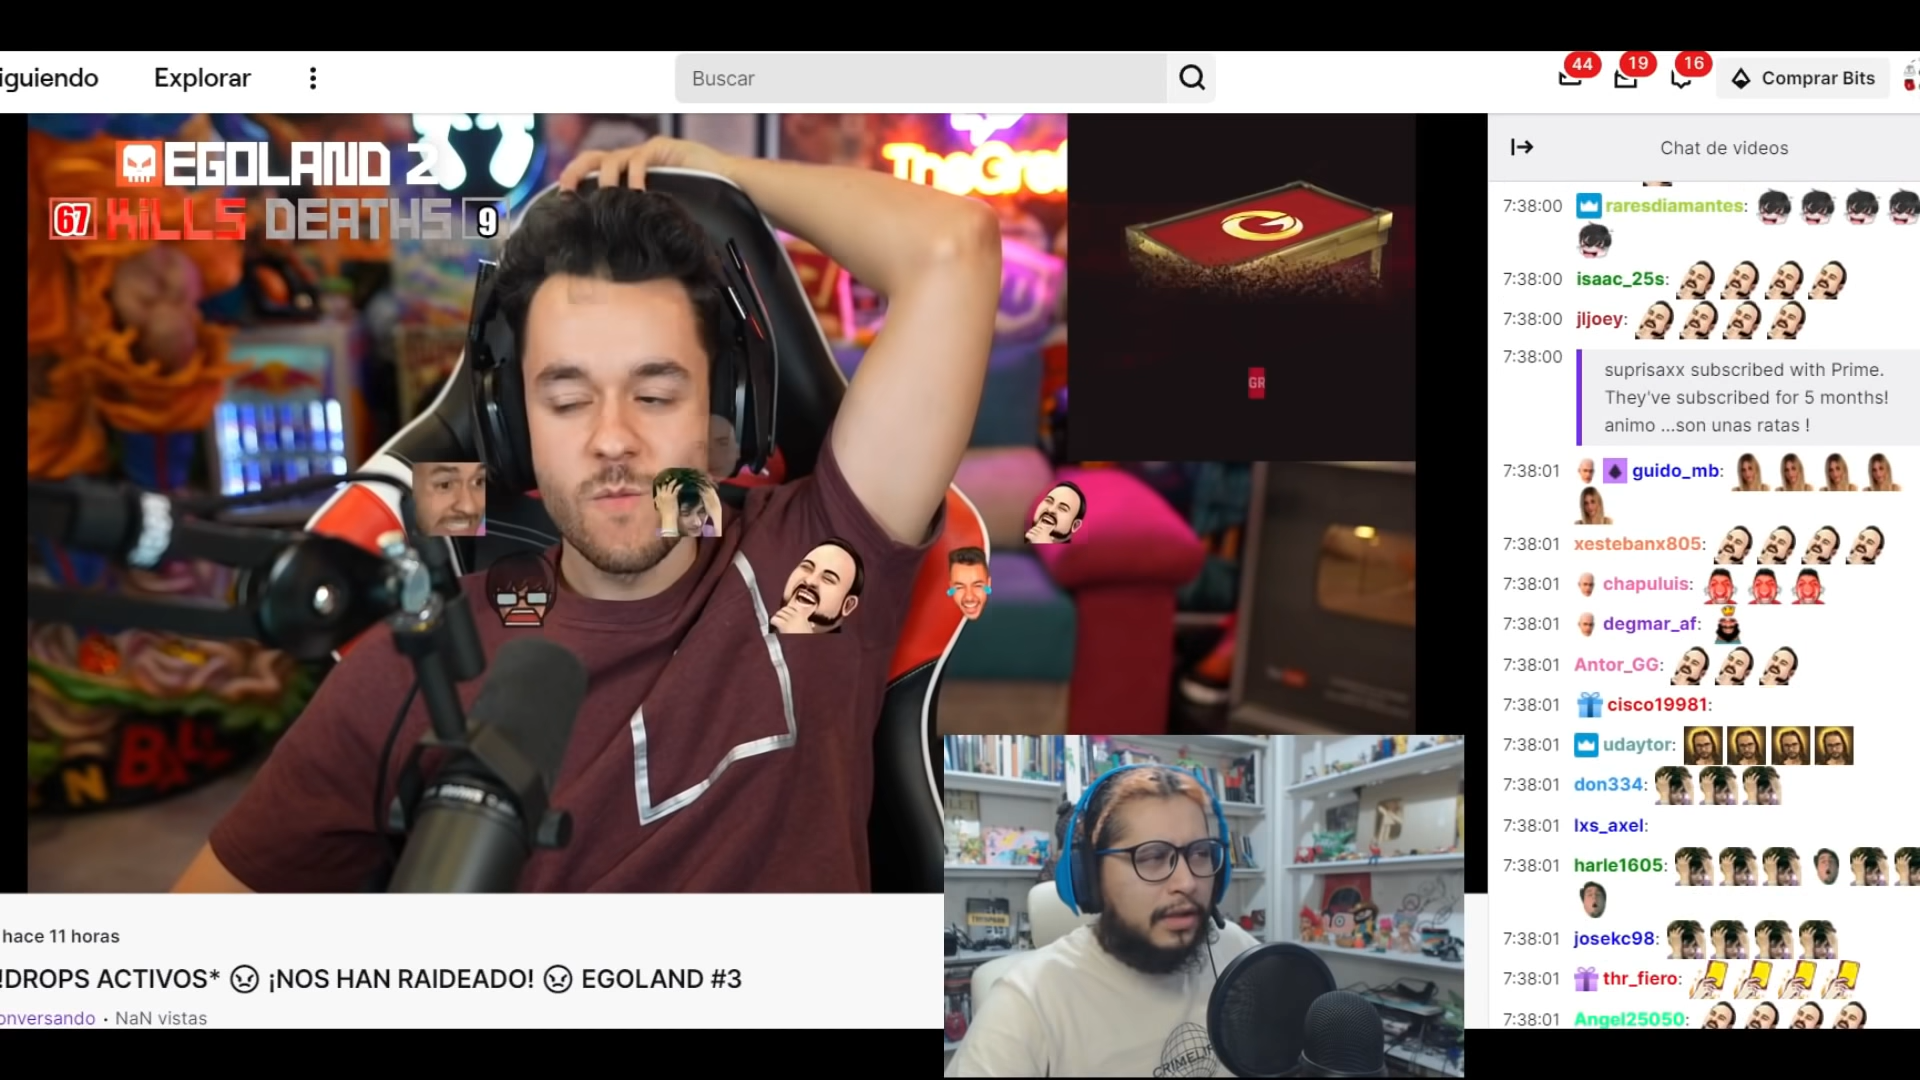 iguiendo
Explorar
Buscar
44
19
16
Comprar Bits
EGOLAND 2
67 KILLS DEATHS 9
TheGref
GR
Chat de videos
7:38:00 raresdiamantes:
7:38:00 isaac_25s:
7:38:00 jljoey:
7:38:00 suprisaxx subscribed with Prime.
They've subscribed for 5 months!
animo ...son unas ratas !
7:38:01 guido_mb:
7:38:01 xestebanx805:
7:38:01 chapuluis:
7:38:01 degmar_af:
7:38:01 Antor_GG:
7:38:01 cisco19981:
7:38:01 udaytor:
7:38:01 don334:
7:38:01 lxs_axel:
7:38:01 harle1605:
7:38:01 josekc98:
7:38:01 thr_fiero:
7:38:01 Angel25050:
hace 11 horas
!DROPS ACTIVOS* ¡NOS HAN RAIDEADO! EGOLAND #3
onversando • NaN vistas